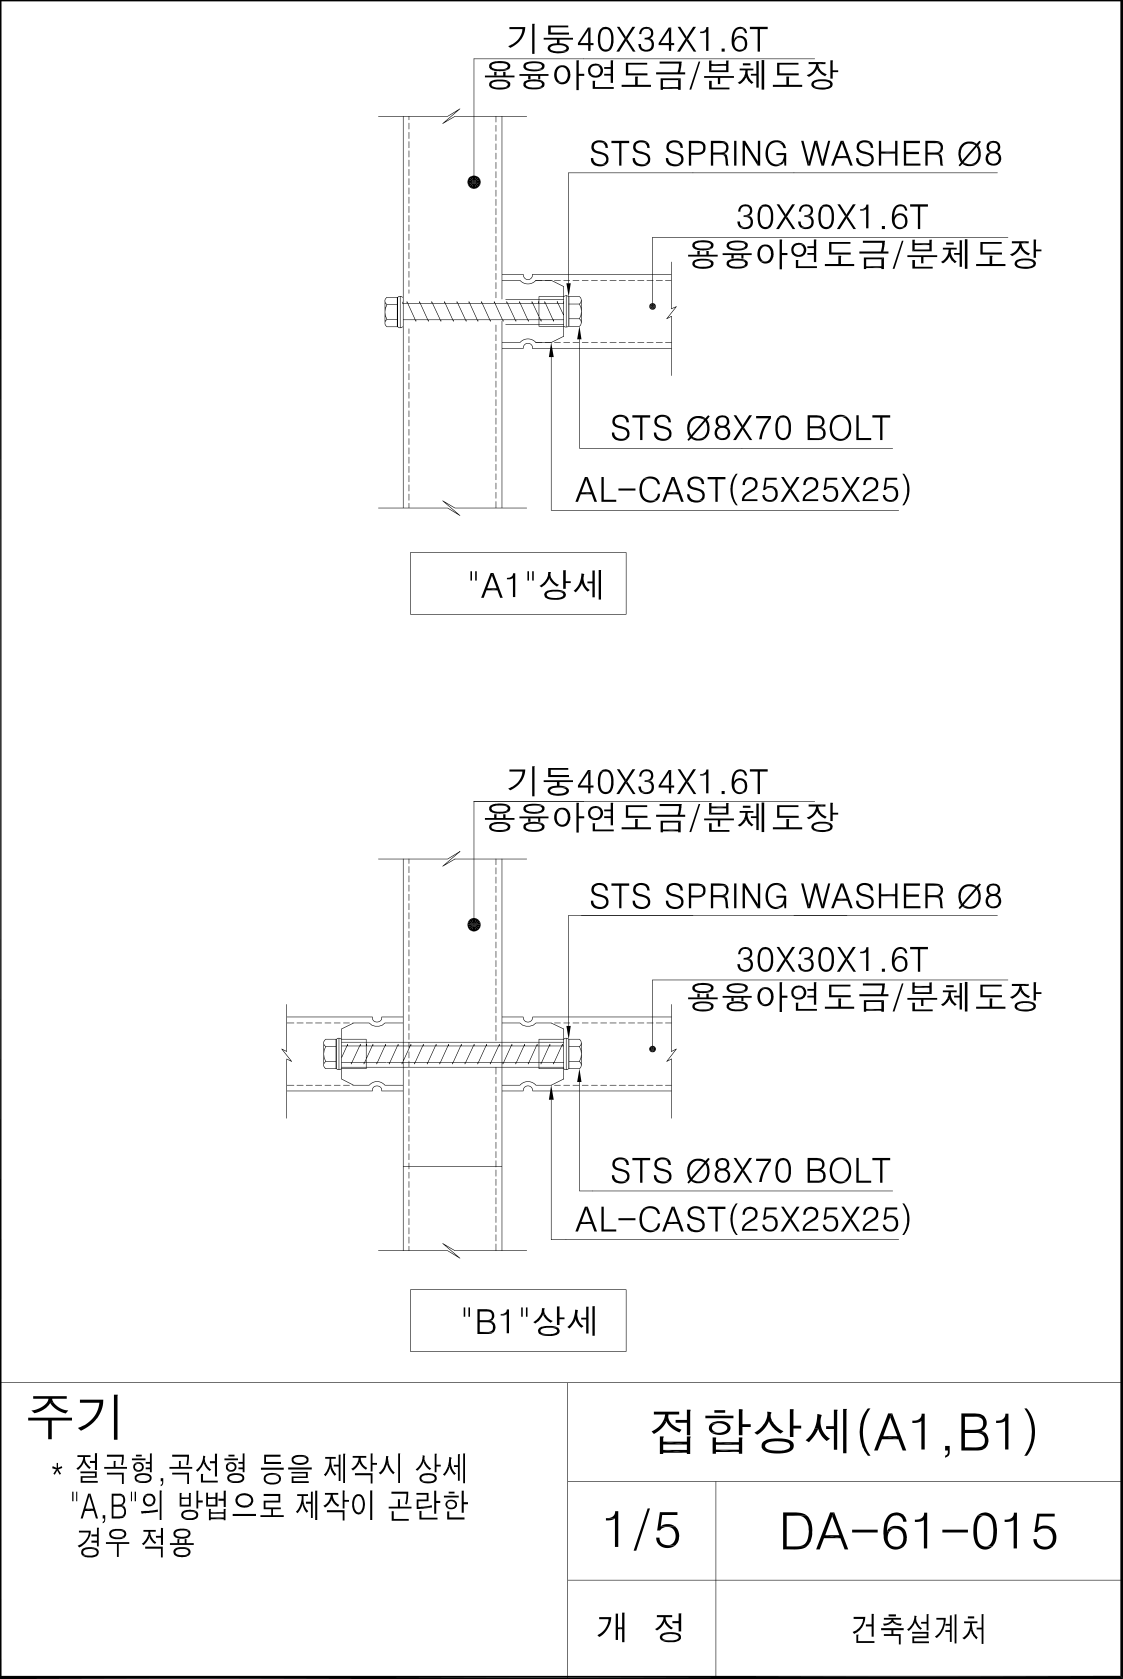 기둥40X34X1.6T
용융아연도금/분체도장
STS SPRING WASHER Ø8
30X30X1.6T
용융아연도금/분체도장
STS Ø8X70 BOLT
AL-CAST(25X25X25)
"A1"상세
기둥40X34X1.6T
용융아연도금/분체도장
STS SPRING WASHER Ø8
30X30X1.6T
용융아연도금/분체도장
STS Ø8X70 BOLT
AL-CAST(25X25X25)
"B1"상세
주기
* 절곡형,곡선형 등을 제작시 상세
"A,B"의 방법으로 제작이 곤란한
경우 적용
접합상세(A1,B1)
1/5
DA-61-015
개 정
건축설계처